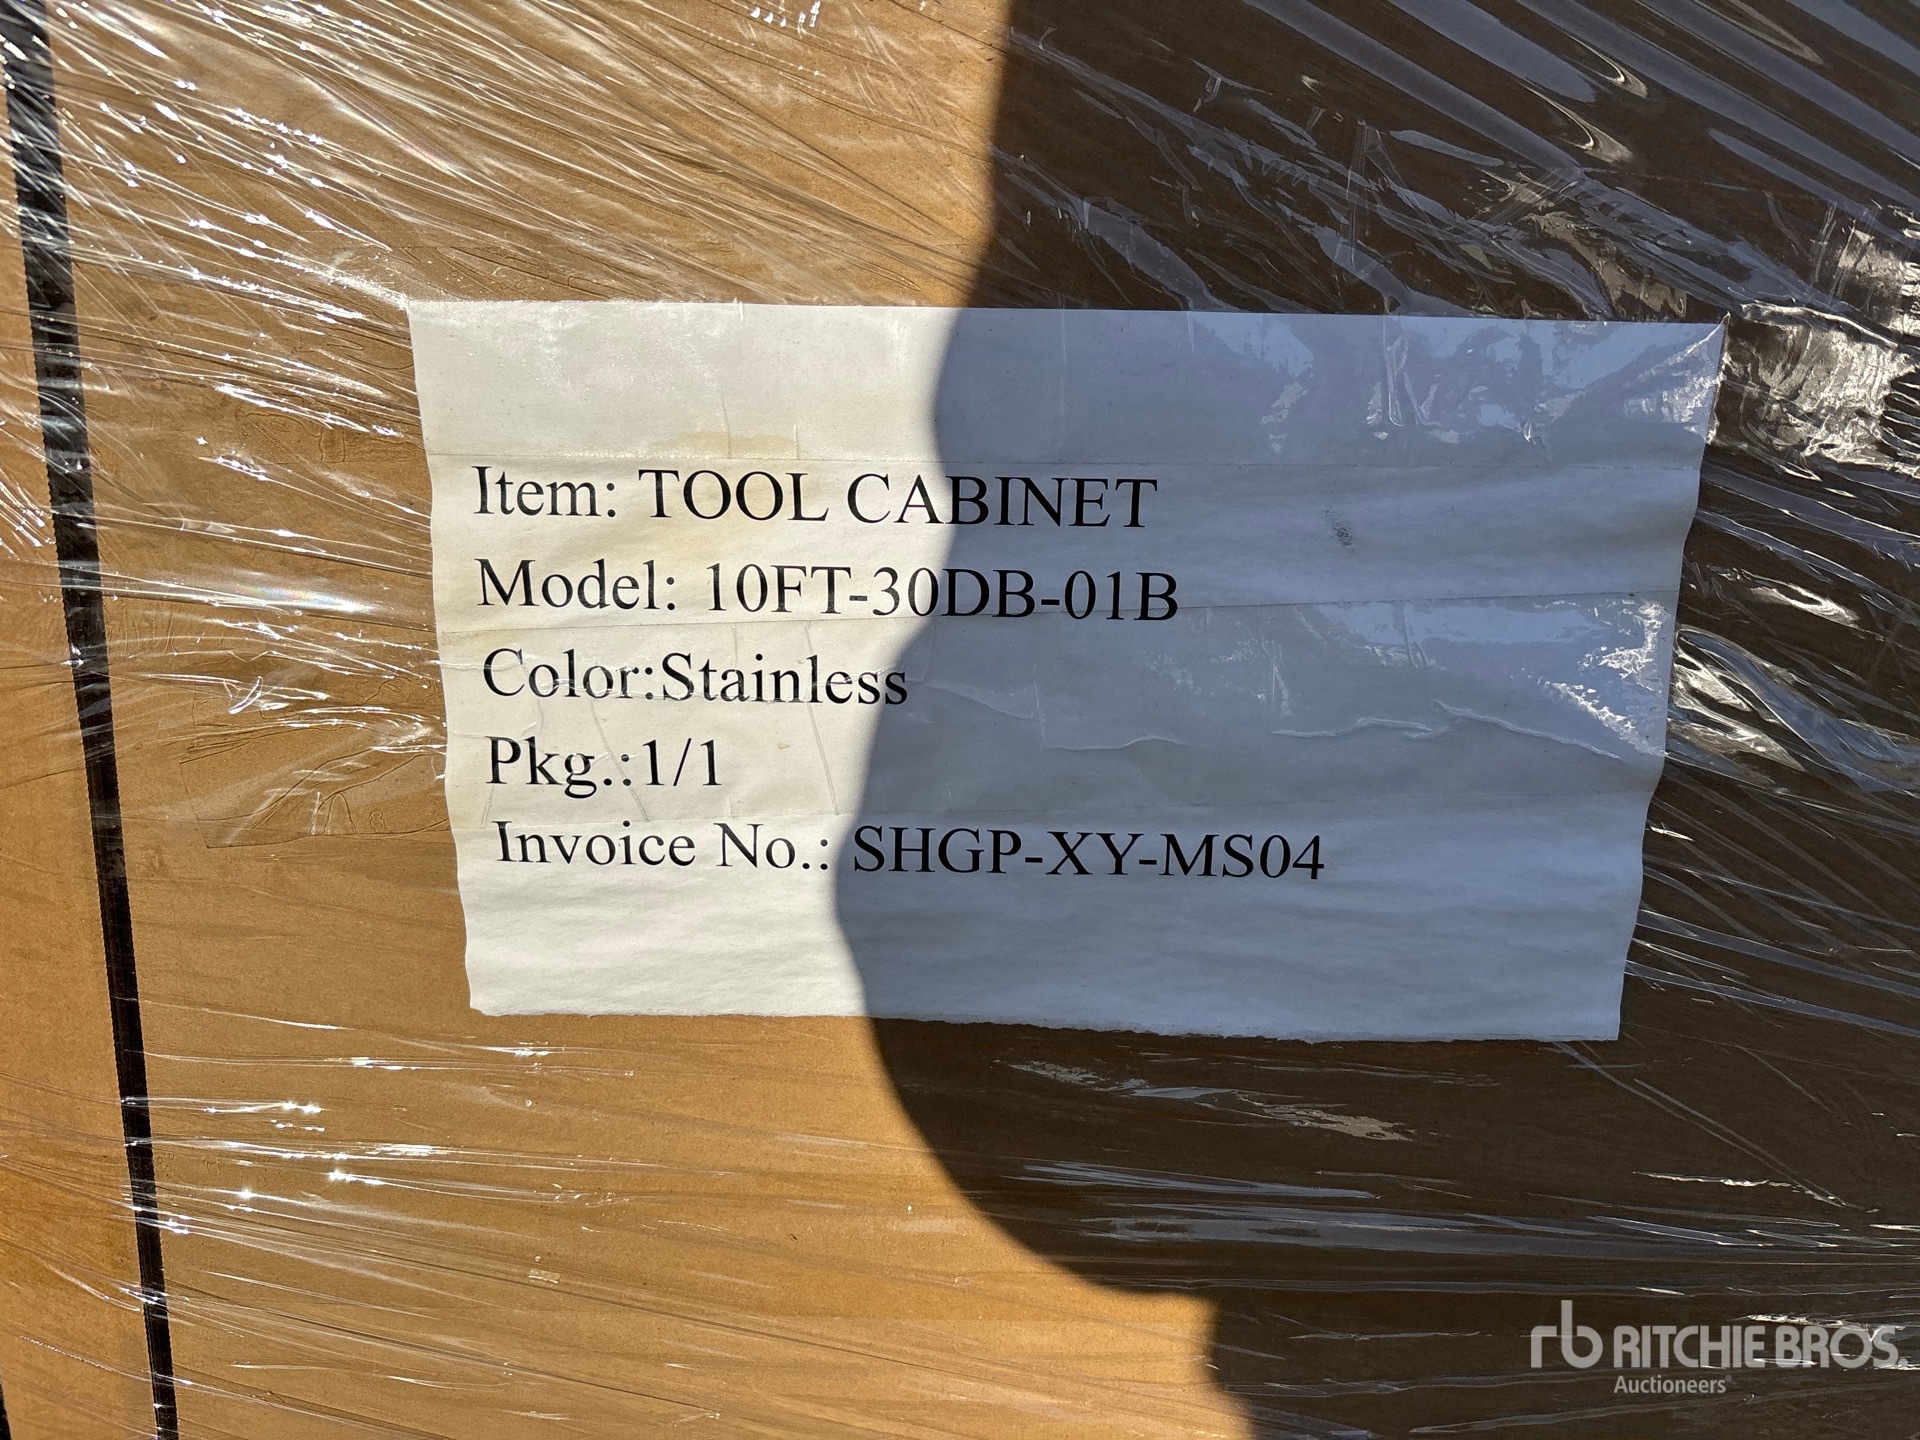 Item: TOOL CABINET
Model: 10FT-30DB-01B
Color:Stainless
Pkg.:1/1
Invoice No.: SHGP-XY-MS04
rb RITCHIE BROS.
Auctioneers